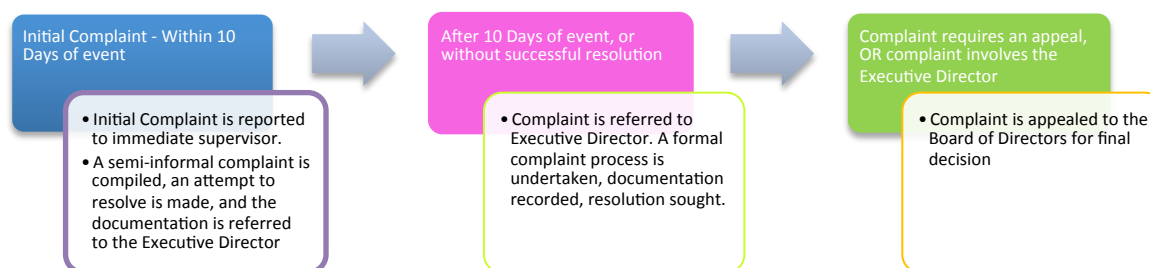 Initial Complaint - Within 10
Days of event
• Initial Complaint is reported
to immediate supervisor.
• A semi-informal complaint is
compiled, an attempt to
resolve is made, and the
documentation is referred
to the Executive Director
After 10 Days of event, or
without successful resolution
• Complaint is referred to
Executive Director. A formal
complaint process is
undertaken, documentation
recorded, resolution sought.
Complaint requires an appeal,
OR complaint involves the
Executive Director
• Complaint is appealed to the
Board of Directors for final
decision